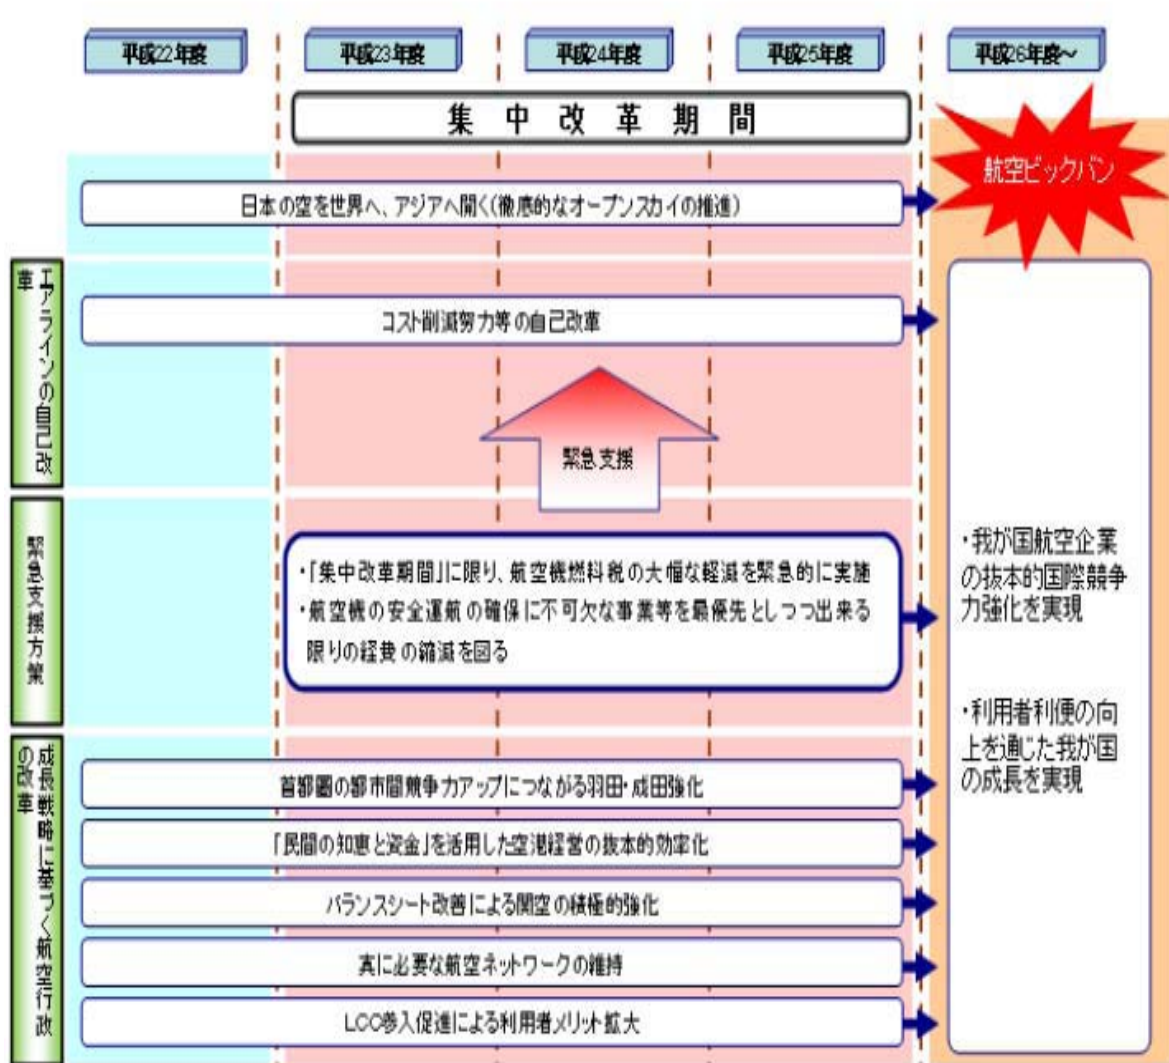 平成22年度
平成23年度
平成24年度
平成25年度
平成26年度～
集中改革期間
航空ビックバン
日本の空を世界へ、アジアへ開く(徹底的なオープンスカイの推進)
エアラインの自己改
革
コスト削減努力等の自己改革
緊急支援
緊急支援方策
・「集中改革期間」に限り、航空機燃料税の大幅な軽減を緊急的に実施
・航空機の安全運航の確保に不可欠な事業等を最優先としつつ出来る
限りの経費の縮減を図る
・我が国航空企業
の抜本的国際競争
力強化を実現
・利用者利便の向
上を通じた我が国
の成長を実現
成長戦略に基づく航空行政
の改革
首都圏の都市間競争力アップにつながる羽田・成田強化
「民間の知恵と資金」を活用した空港経営の抜本的効率化
バランスシート改善による関空の積極的強化
真に必要な航空ネットワークの維持
LCC参入促進による利用者メリット拡大